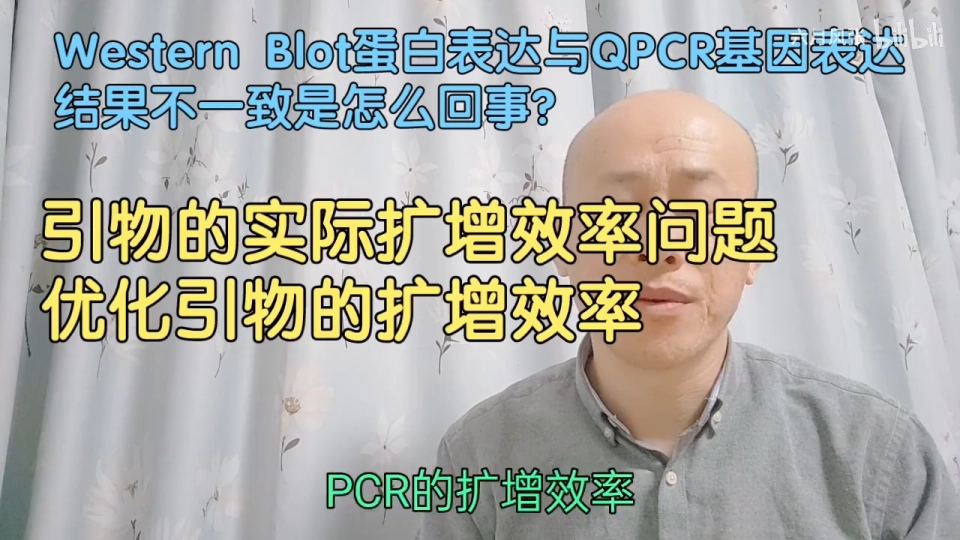 Western Blot蛋白表达与QPCR基因表达
结果不一致是怎么回事?
引物的实际扩增效率问题
优化引物的扩增效率
PCR的扩增效率
bilibili